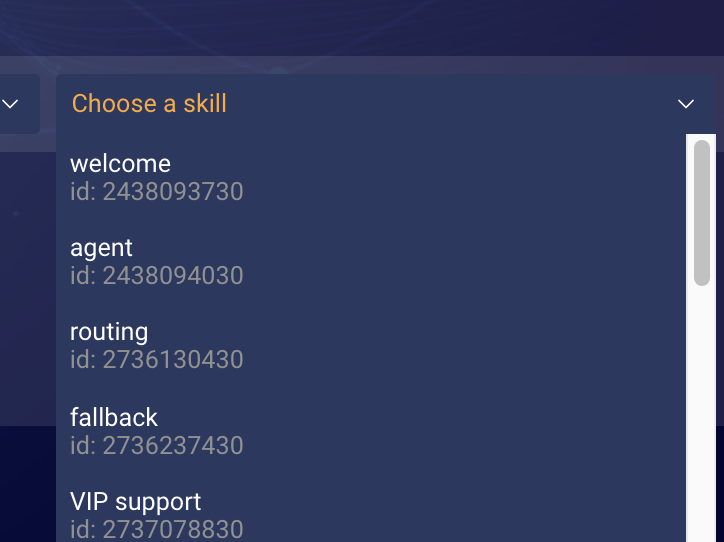 Choose a skill
welcome
id: 2438093730
agent
id: 2438094030
routing
id: 2736130430
fallback
id: 2736237430
VIP support
id: 2737078830